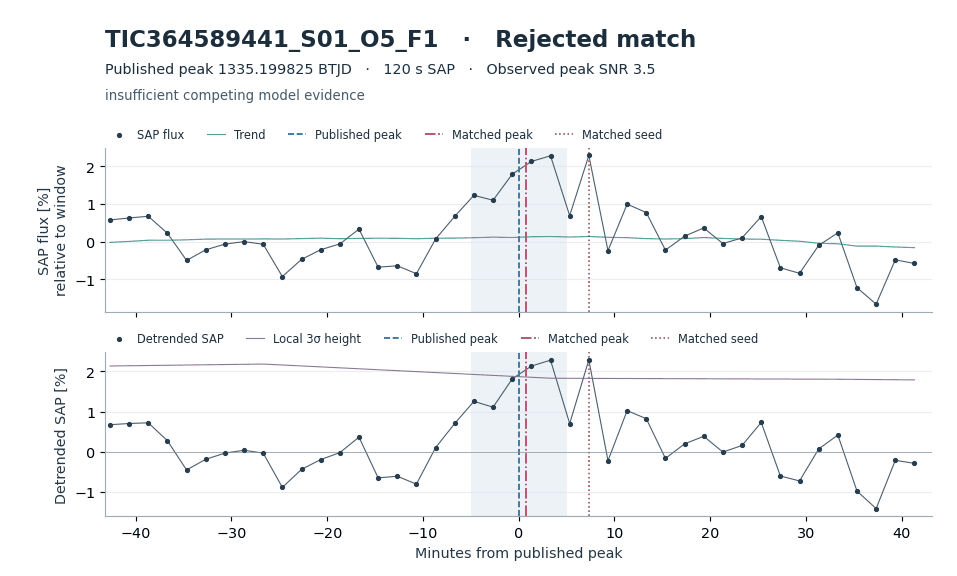 TIC364589441_S01_O5_F1 · Rejected match
Published peak 1335.199825 BTJD · 120 s SAP · Observed peak SNR 3.5
insufficient competing model evidence
SAP flux Trend Published peak Matched peak Matched seed
SAP flux [%]
relative to window
2
1
0
−1
Detrended SAP Local 3σ height Published peak Matched peak Matched seed
Detrended SAP [%]
2
1
0
−1
−40 −30 −20 −10 0 10 20 30 40
Minutes from published peak